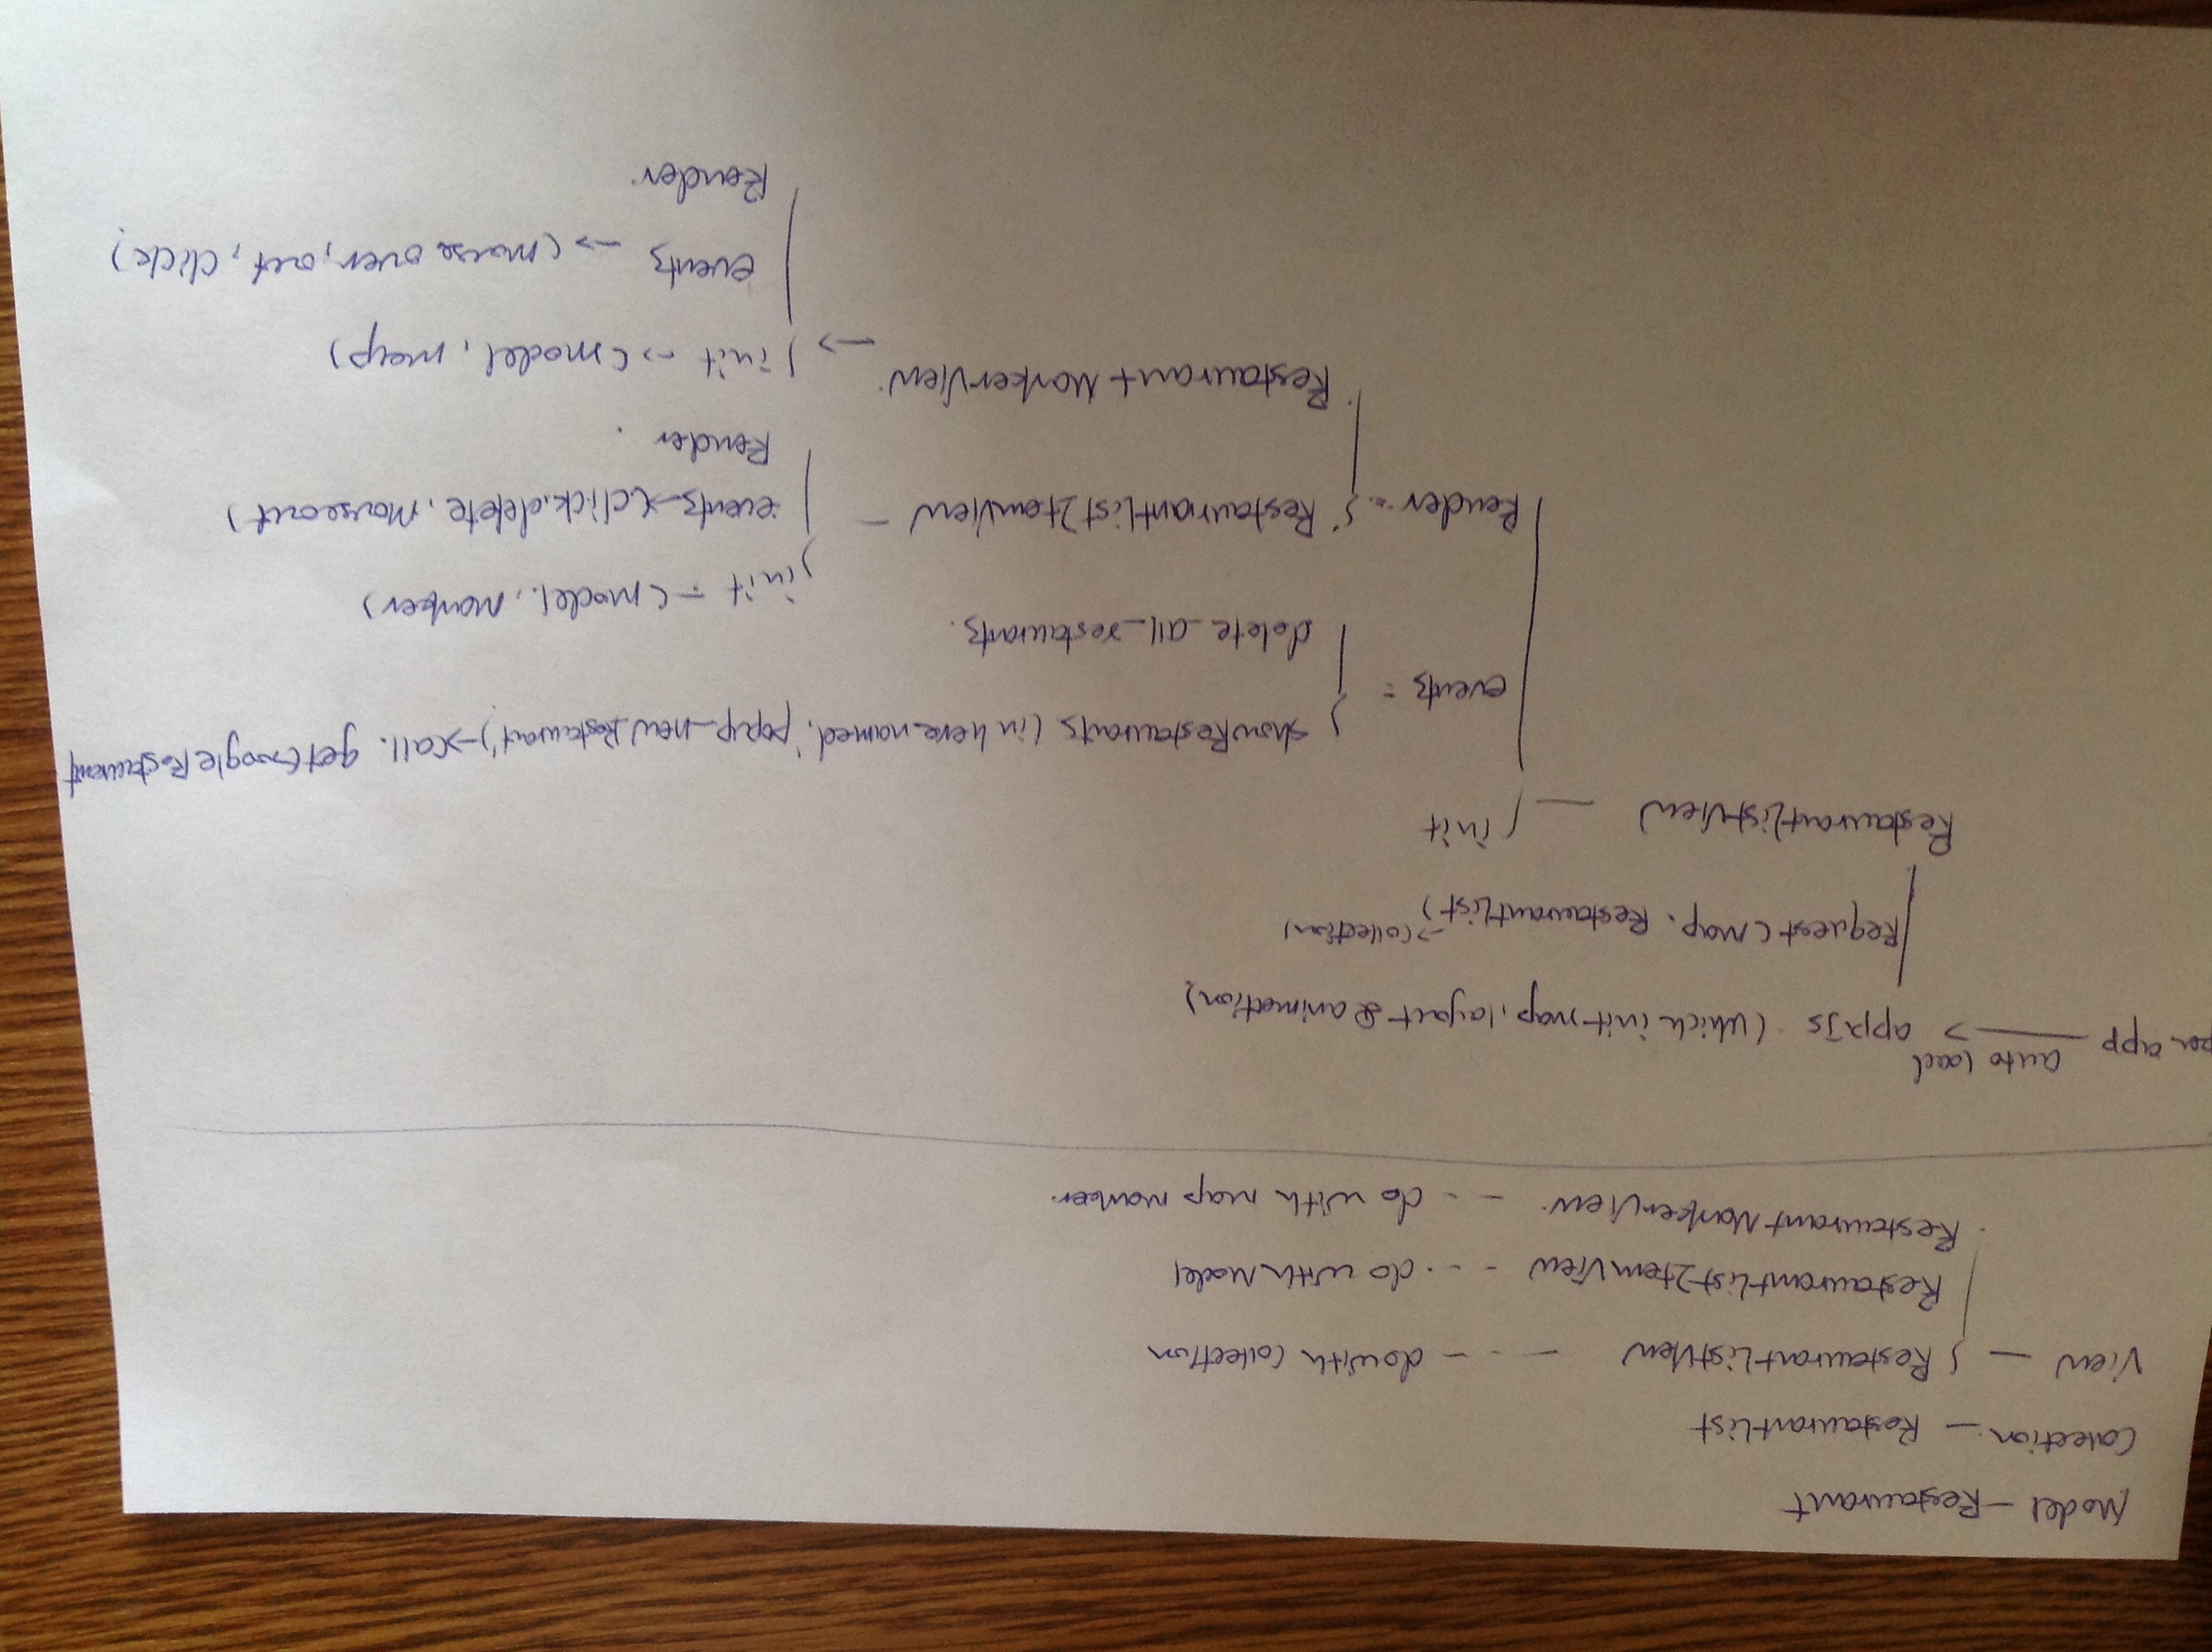 Model - Restaurant
Collection - RestaurantList
View - { RestaurantListView - - - do with Collection
RestaurantListItemView - - - do with Model
RestaurantMarkerView. - - do with map marker.
app auto load → app.js (which init map, layout & animation)
Request (map. RestaurantList) → collection)
RestaurantListView — { init
events = { showRestaurants (in here named, 'popup_new_Restaurant') → call. getGoogleRestaurant
delete_all_restaurants.
Render - { RestaurantListItemView - { init - (model., Marker)
events → (click.delete, Mouseout)
Render.
RestaurantMarkerView. → { init → (model, map)
events → (mouse over, out, click)
Render.